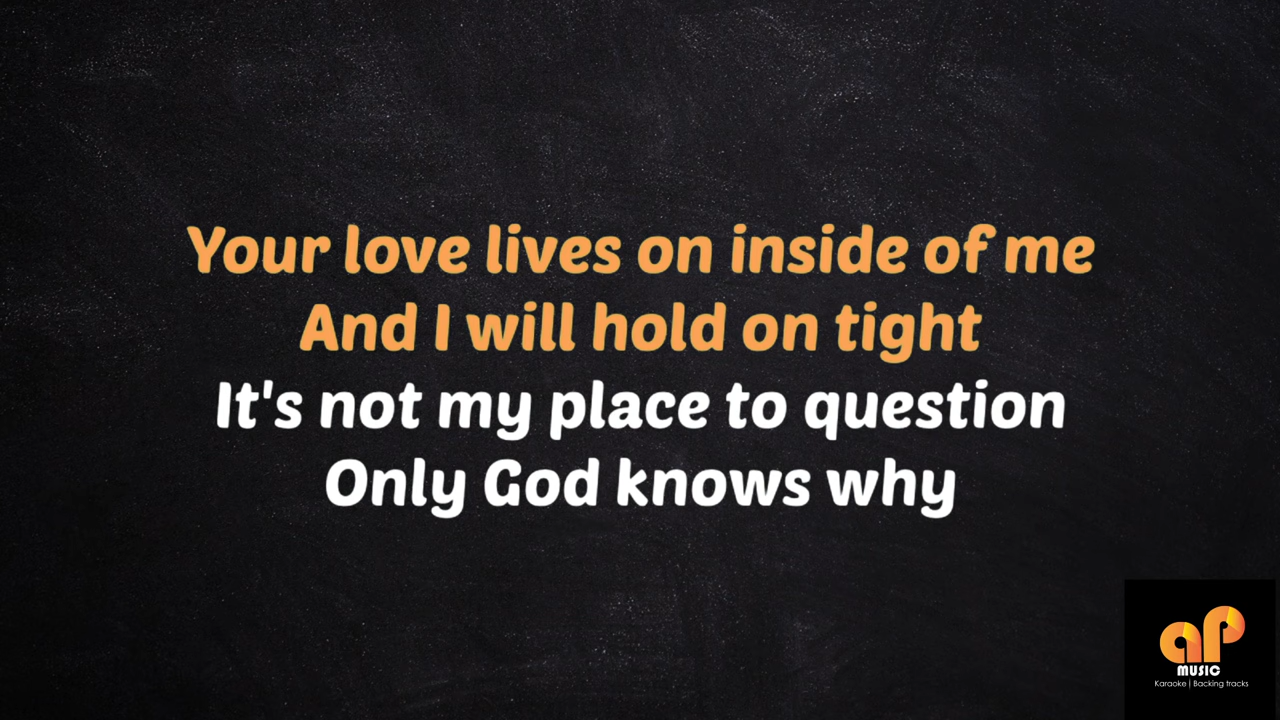 Your love lives on inside of me
And I will hold on tight
It's not my place to question
Only God knows why
ap
MUSIC
Karaoke | Backing tracks